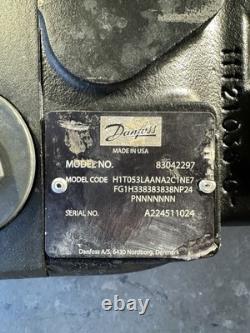 Danfoss
MADE IN USA
MODEL NO. 83042297
MODEL CODE H1T053LAANA2C1NE7
FG1H338383838NP24
PNNNNNNN
SERIAL NO. A224511024
Danfoss A/S, 6430 Nordborg, Denmark